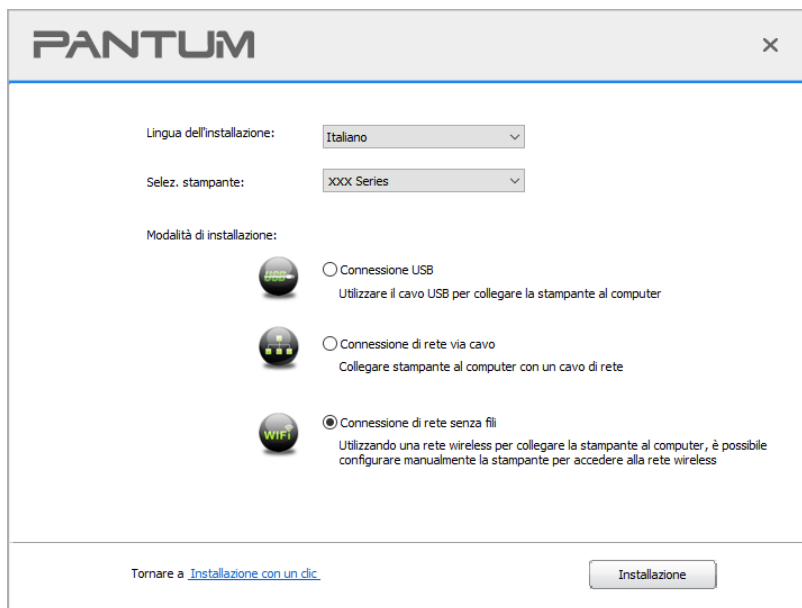 PANTUM
Lingua dell'installazione:
Italiano
Selez. stampante:
XXX Series
Modalità di installazione:
USB
Connessione USB
Utilizzare il cavo USB per collegare la stampante al computer
Connessione di rete via cavo
Collegare stampante al computer con un cavo di rete
WIFI
Connessione di rete senza fili
Utilizzando una rete wireless per collegare la stampante al computer, è possibile
configurare manualmente la stampante per accedere alla rete wireless
Tornare a Installazione con un clic
Installazione